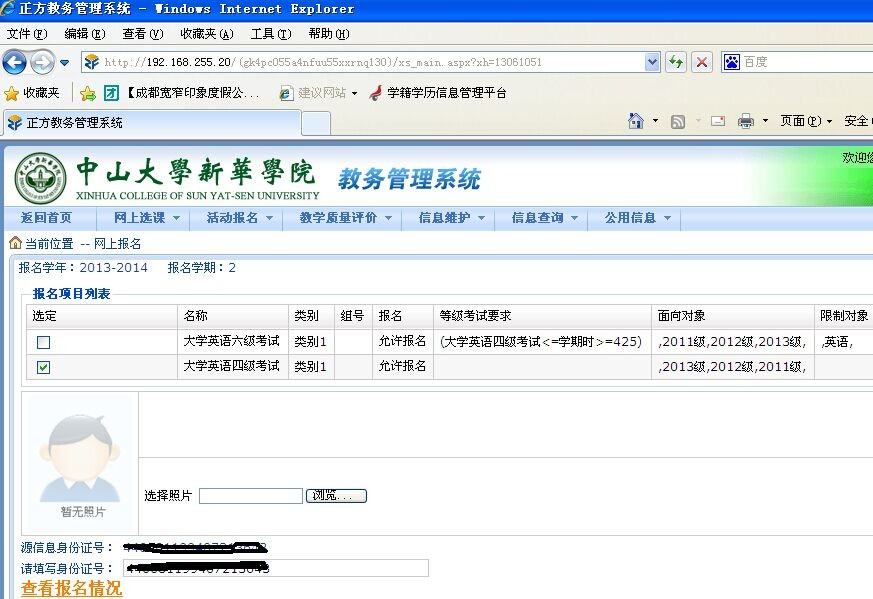 正方教务管理系统 - Windows Internet Explorer
文件(F) 编辑(E) 查看(V) 收藏夹(A) 工具(T) 帮助(H)
http://192.168.255.20/(gk4pc055a4nfuu55xxrnq130)/xs_main.aspx?xh=13061051 百度
收藏夹 【成都宽窄印象度假公... 建议网站 学籍学历信息管理平台
正方教务管理系统 页面(P) 安全
中山大學新華學院 教务管理系统 欢迎您
XINHUA COLLEGE OF SUN YAT-SEN UNIVERSITY
返回首页 网上选课 活动报名 教学质量评价 信息维护 信息查询 公用信息
当前位置 -- 网上报名
报名学年：2013-2014 报名学期：2
报名项目列表
选定 名称 类别 组号 报名 等级考试要求 面向对象 限制对象
大学英语六级考试 类别1 允许报名 (大学英语四级考试<=学期时>=425) ,2011级,2012级,2013级, ,英语,
大学英语四级考试 类别1 允许报名 ,2013级,2012级,2011级,
暂无照片
选择照片 浏览...
源信息身份证号：
请填写身份证号：
查看报名情况